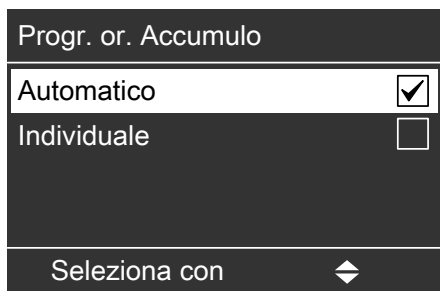 Progr. or. Accumulo
Automatico
Individuale
Seleziona con